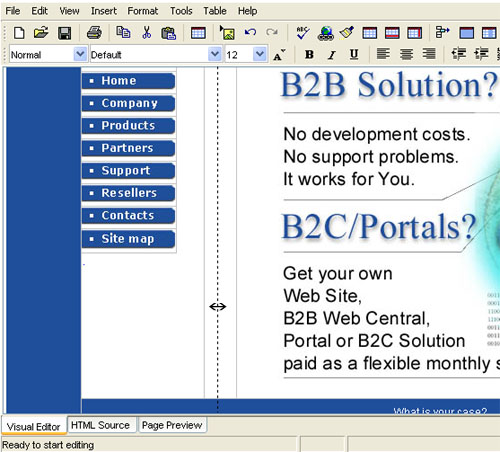 File Edit View Insert Format Tools Table Help
Normal Default 12 A B I U
Home
Company
Products
Partners
Support
Resellers
Contacts
Site map
B2B Solution?
No development costs.
No support problems.
It works for You.
B2C/Portals?
Get your own
Web Site,
B2B Web Central,
Portal or B2C Solution
paid as a flexible monthly s
What is your case?
Visual Editor HTML Source Page Preview
Ready to start editing